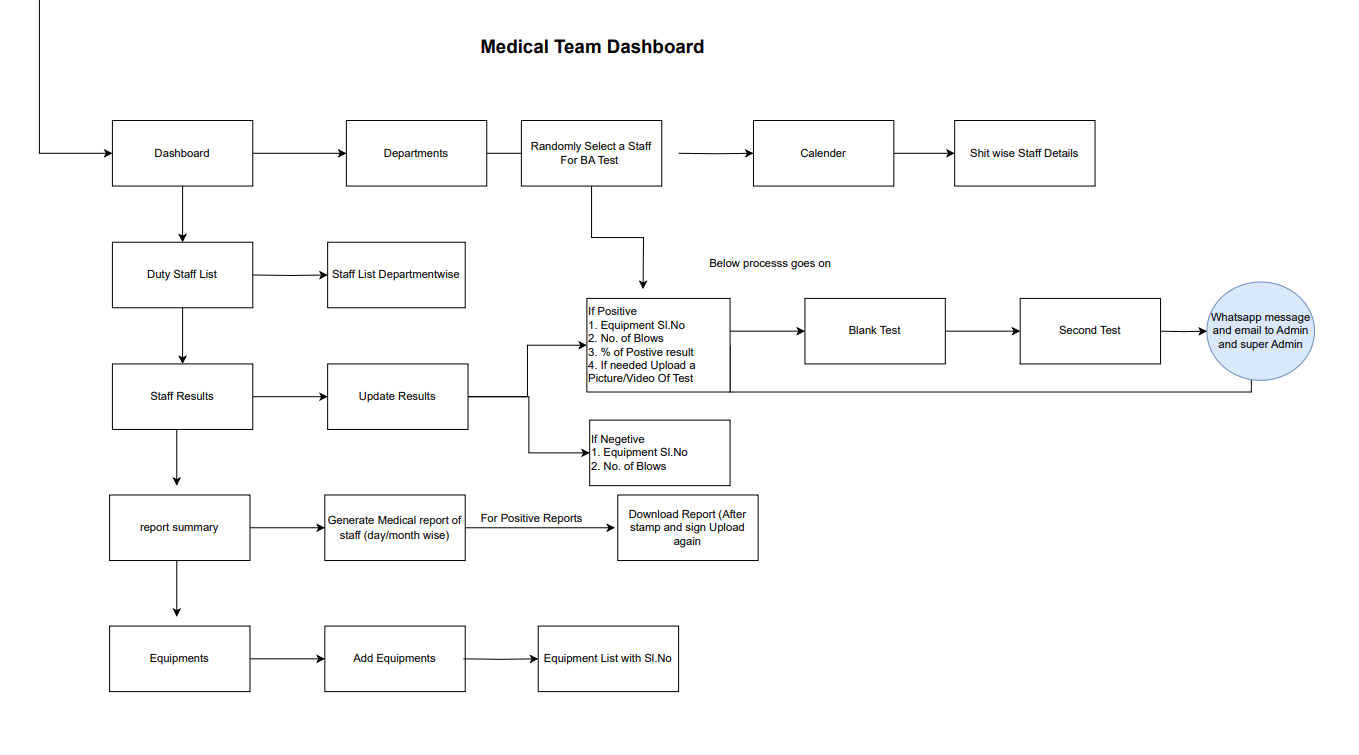 Medical Team Dashboard
Dashboard
Departments
Randomly Select a Staff
For BA Test
Calender
Shit wise Staff Details
Duty Staff List
Staff List Departmentwise
Below processs goes on
If Positive
1. Equipment Sl.No
2. No. of Blows
3. % of Postive result
4. If needed Upload a
Picture/Video Of Test
Blank Test
Second Test
Whatsapp message
and email to Admin
and super Admin
Staff Results
Update Results
If Negetive
1. Equipment Sl.No
2. No. of Blows
report summary
Generate Medical report of
staff (day/month wise)
For Positive Reports
Download Report (After
stamp and sign Upload
again
Equipments
Add Equipments
Equipment List with Sl.No